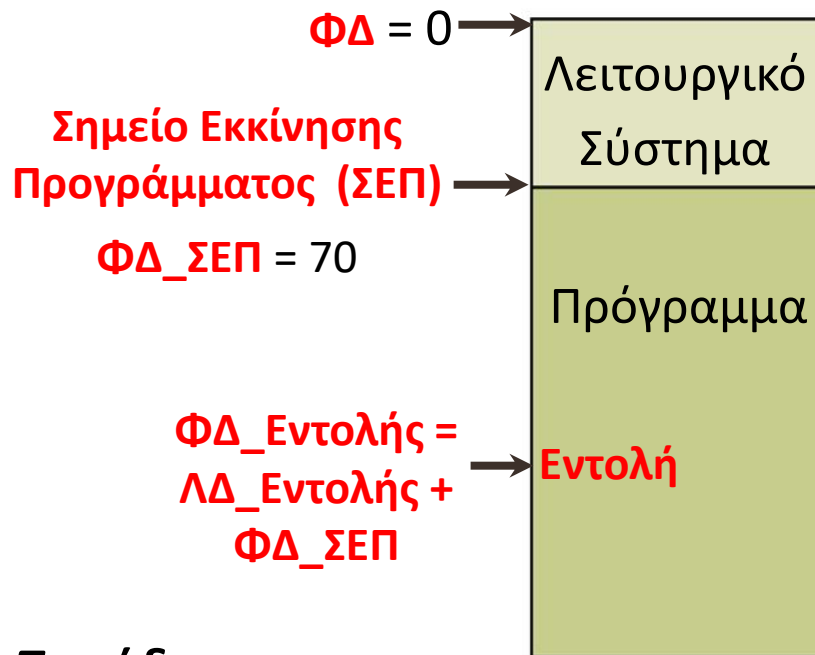 ΦΔ = 0
Λειτουργικό
Σύστημα
Σημείο Εκκίνησης
Προγράμματος (ΣΕΠ)
ΦΔ_ΣΕΠ = 70
Πρόγραμμα
ΦΔ_Εντολής =
ΛΔ_Εντολής +
ΦΔ_ΣΕΠ
Εντολή